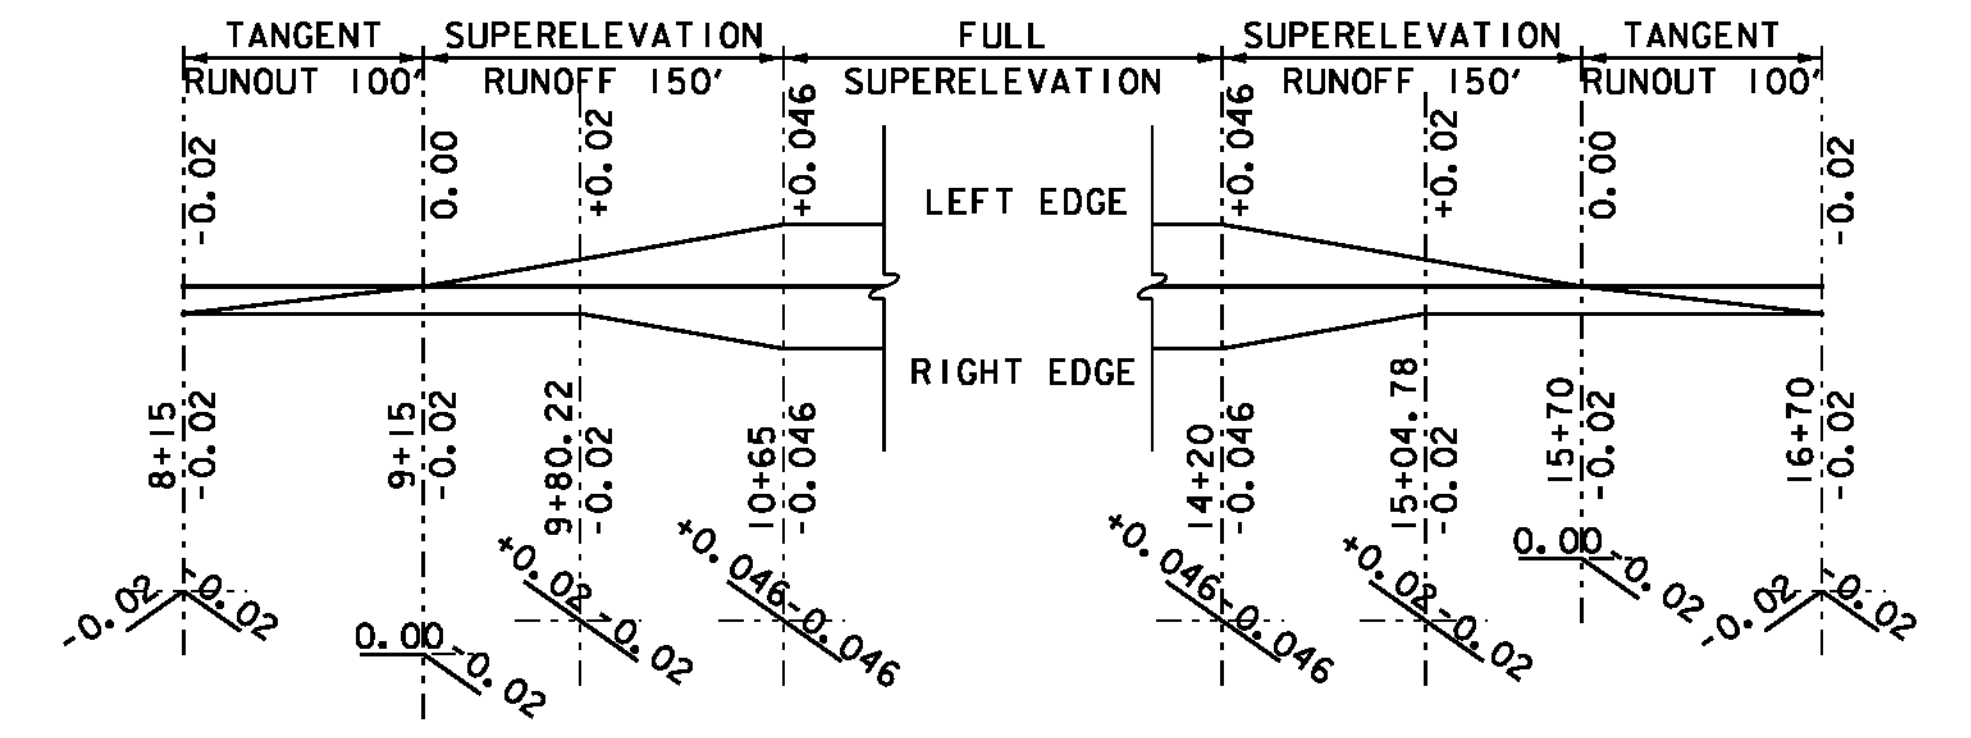 TANGENT SUPERELEVATION FULL SUPERELEVATION TANGENT
RUNOUT 100' RUNOFF 150' SUPERELEVATION RUNOFF 150' RUNOUT 100'
-0.02 0.00 +0.02 +0.046 +0.046 +0.02 0.00 -0.02
LEFT EDGE
RIGHT EDGE
8+15 9+15 9+80.22 10+65 14+20 15+04.78 15+70 16+70
-0.02 -0.02 -0.02 -0.046 -0.046 -0.02 -0.02 -0.02
-0.02 -0.02
0.00 -0.02
+0.02 -0.02
+0.046 -0.046
+0.046 -0.046
+0.02 -0.02
0.00 -0.02
-0.02 -0.02